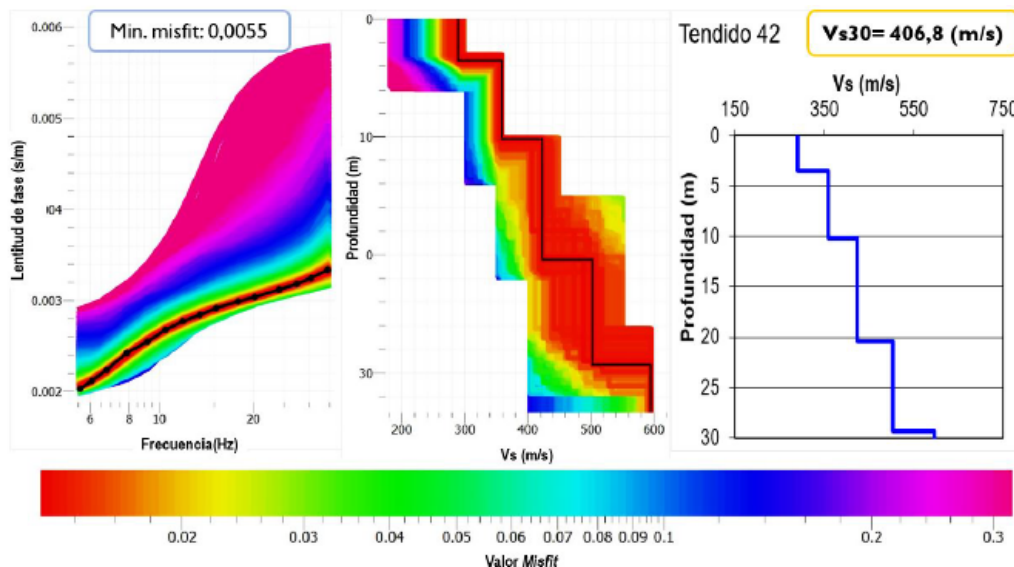 Min. misfit: 0,0055
Tendido 42
Vs30= 406,8 (m/s)
Lentitud de fase (s/m)
0.006
0.005
04
0.003
0.002
6 8 10 20
Frecuencia(Hz)
Profundidad (m)
0
10
0
30
200 300 400 500 600
Vs (m/s)
Vs (m/s)
150 350 550 750
Profundidad (m)
0
5
10
15
20
25
30
0.02 0.03 0.04 0.05 0.06 0.07 0.08 0.09 0.1 0.2 0.3
Valor Misfit